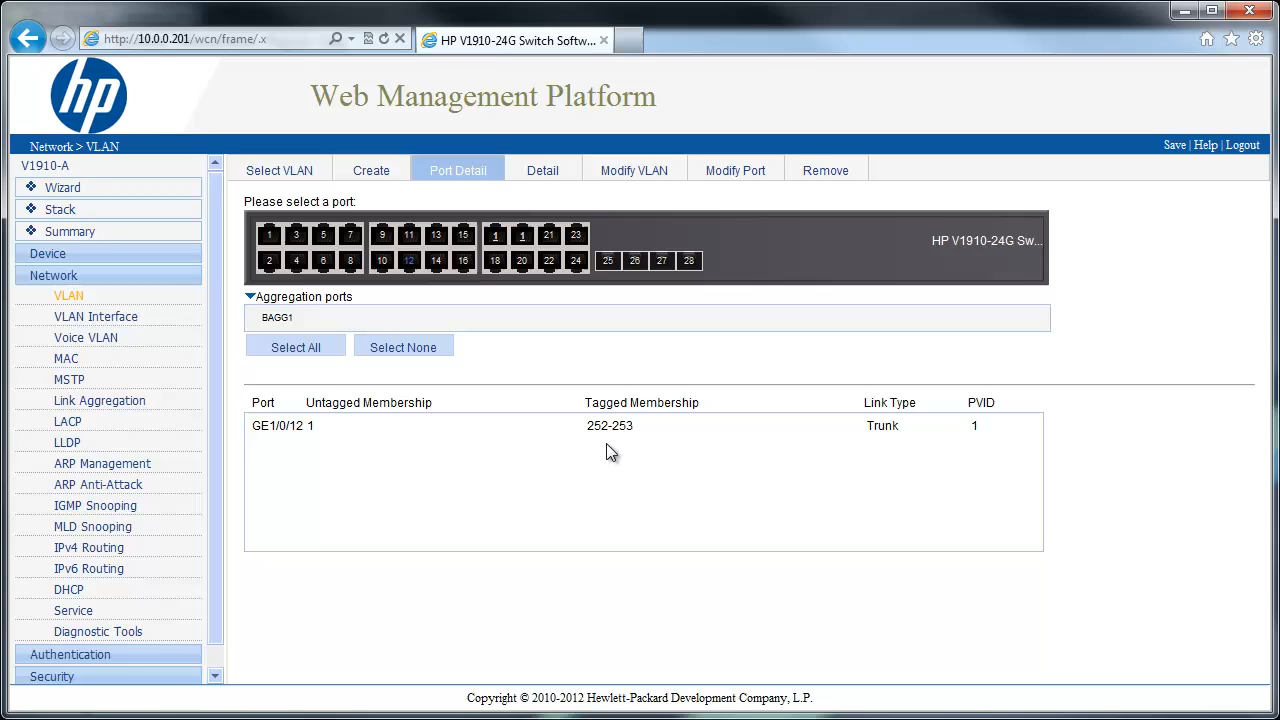 http://10.0.0.201/wcn/frame/.x
HP V1910-24G Switch Softw...
hp
Web Management Platform
Network > VLAN
Save | Help | Logout
V1910-A
Wizard
Stack
Summary
Device
Network
VLAN
VLAN Interface
Voice VLAN
MAC
MSTP
Link Aggregation
LACP
LLDP
ARP Management
ARP Anti-Attack
IGMP Snooping
MLD Snooping
IPv4 Routing
IPv6 Routing
DHCP
Service
Diagnostic Tools
Authentication
Security
Select VLAN Create Port Detail Detail Modify VLAN Modify Port Remove
Please select a port:
1 3 5 7 9 11 13 15 1 1 21 23
HP V1910-24G Sw...
2 4 6 8 10 12 14 16 18 20 22 24 25 26 27 28
Aggregation ports
BAGG1
Select All Select None
Port Untagged Membership Tagged Membership Link Type PVID
GE1/0/12 1 252-253 Trunk 1
Copyright © 2010-2012 Hewlett-Packard Development Company, L.P.